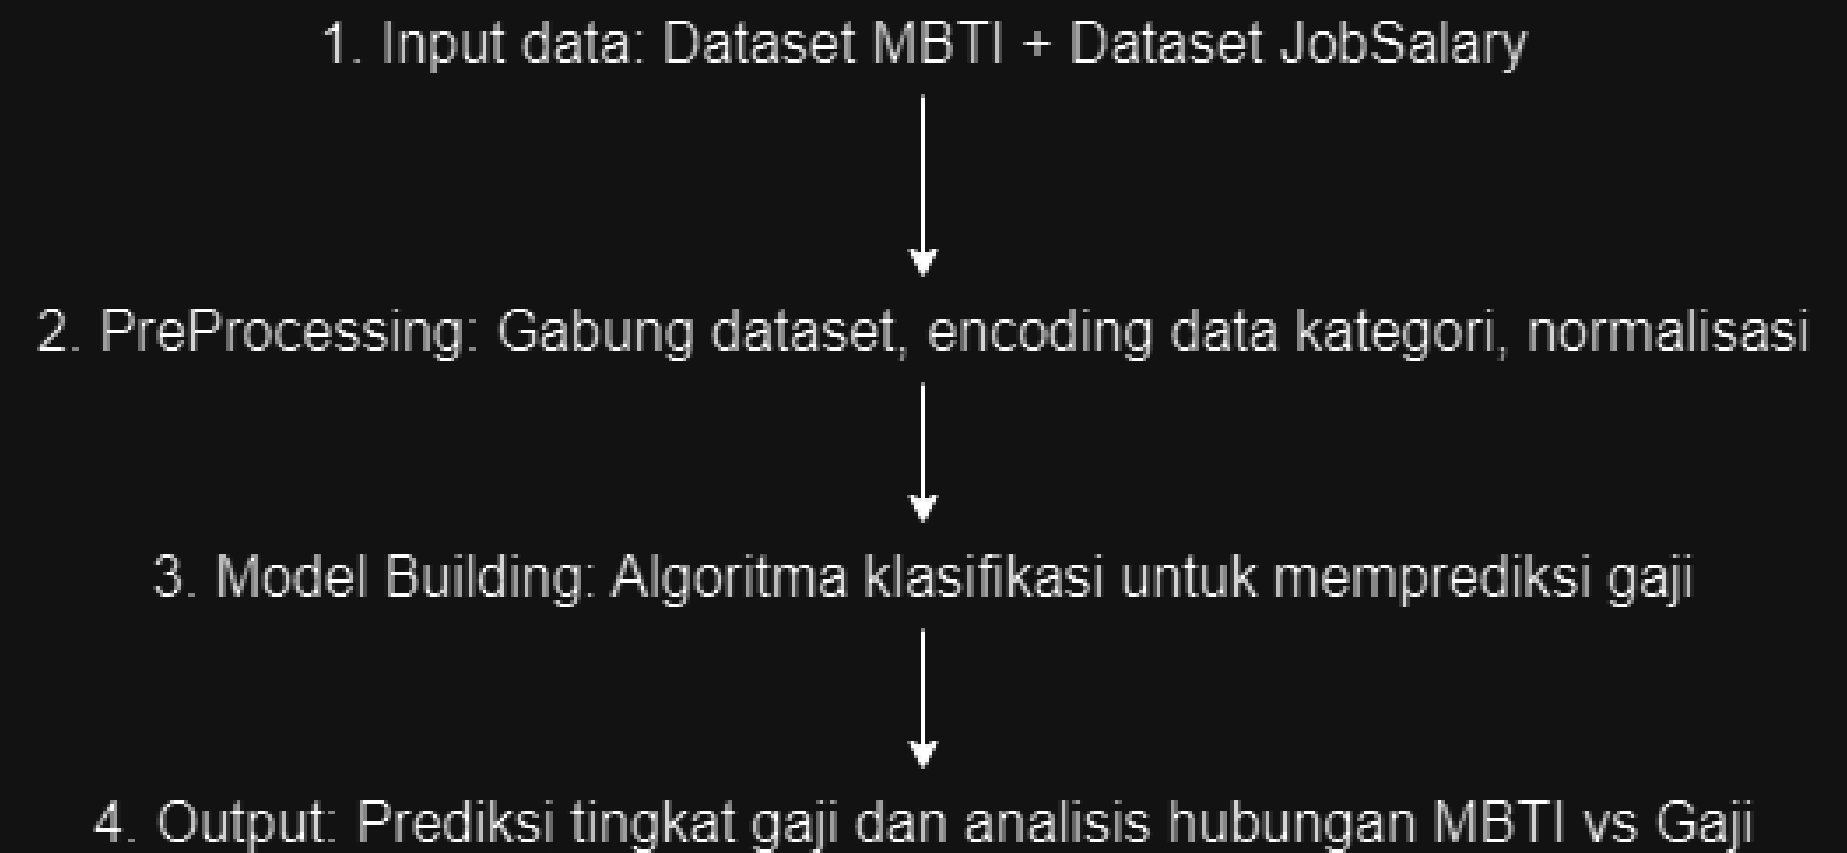 1. Input data: Dataset MBTI + Dataset JobSalary
2. PreProcessing: Gabung dataset, encoding data kategori, normalisasi
3. Model Building: Algoritma klasifikasi untuk memprediksi gaji
4. Output: Prediksi tingkat gaji dan analisis hubungan MBTI vs Gaji